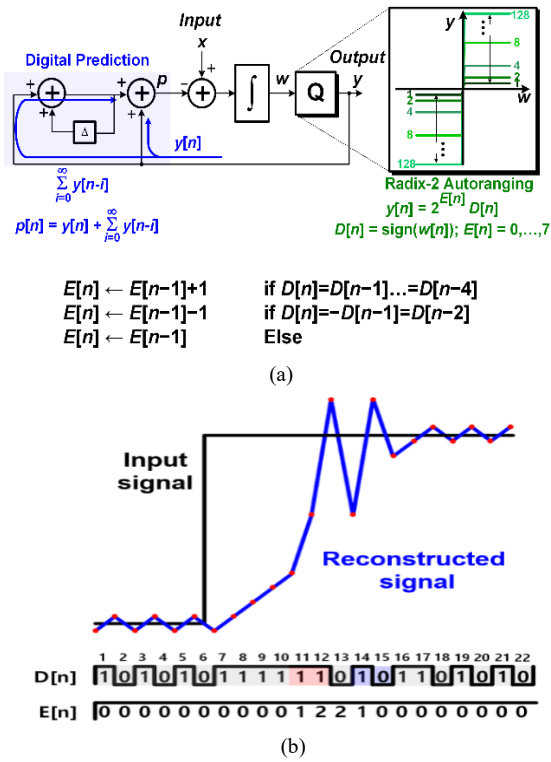 Input
x
y
128
8
4
2
1
w
1
2
4
8
128
Digital Prediction
p
w
Output
y
∫
Q
Δ
y[n]
∞
∑ y[n-i]
i=0
∞
p[n] = y[n] + ∑ y[n-i]
i=0
Radix-2 Autoranging
y[n] = 2^E[n] D[n]
D[n] = sign(w[n]); E[n] = 0,...,7
E[n] ← E[n-1]+1 if D[n]=D[n-1]...=D[n-4]
E[n] ← E[n-1]-1 if D[n]=-D[n-1]=D[n-2]
E[n] ← E[n-1] Else
(a)
Input
signal
Reconstructed
signal
1 2 3 4 5 6 7 8 9 10 11 12 13 14 15 16 17 18 19 20 21 22
D[n] 1 0 1 0 1 0 1 1 1 1 1 1 0 1 0 1 1 0 1 0 1 0
E[n] 0 0 0 0 0 0 0 0 0 0 1 2 2 1 0 0 0 0 0 0 0 0
(b)